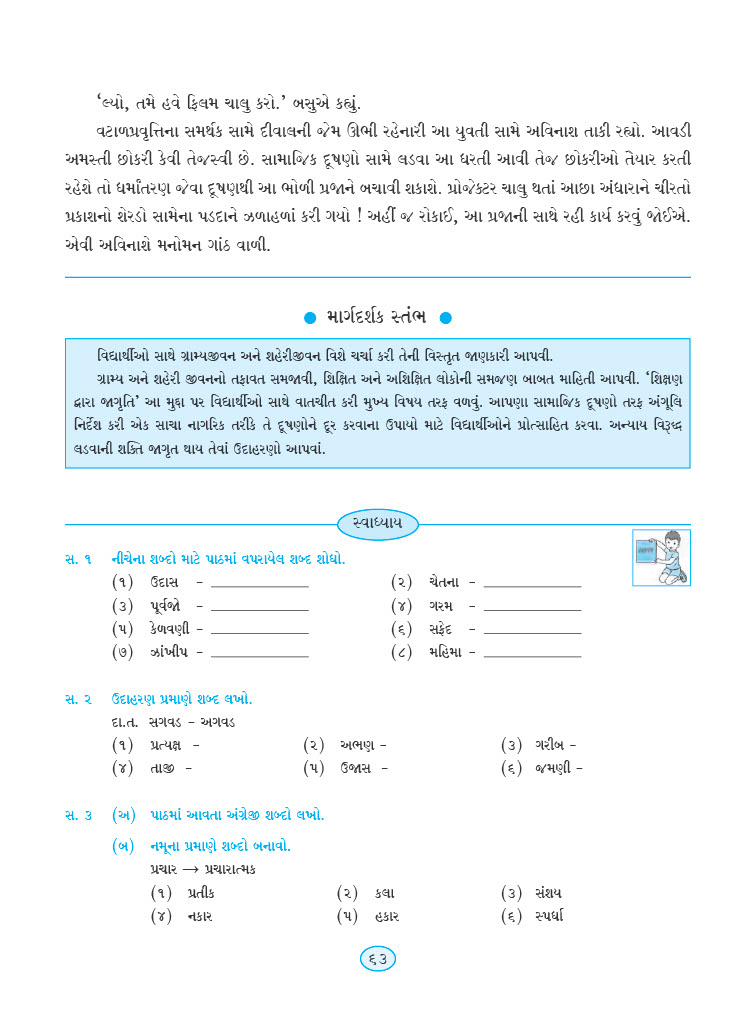 ‘લ્યો, તમે હવે ફિલમ ચાલુ કરો.’ બસુએ કહ્યું.
વટાળપ્રવૃત્તિના સમર્થક સામે દીવાલની જેમ ઊભી રહેનારી આ યુવતી સામે અવિનાશ તાકી રહ્યો. આવડી
અમસ્તી છોકરી કેવી તેજસ્વી છે. સામાજિક દૂષણો સામે લડવા આ ધરતી આવી તેજ છોકરીઓ તૈયાર કરતી
રહેશે તો ધર્માંતરણ જેવા દૂષણથી આ ભોળી પ્રજાને બચાવી શકાશે. પ્રોજેક્ટર ચાલુ થતાં આછા અંધારાને ચીરતો
પ્રકાશનો શેરડો સામેના પડદાને ઝળાહળાં કરી ગયો ! અહીં જ રોકાઈ, આ પ્રજાની સાથે રહી કાર્ય કરવું જોઈએ.
એવી અવિનાશે મનોમન ગાંઠ વાળી.
● માર્ગદર્શક સ્તંભ ●
વિદ્યાર્થીઓ સાથે ગ્રામ્યજીવન અને શહેરીજીવન વિશે ચર્ચા કરી તેની વિસ્તૃત જાણકારી આપવી.
ગ્રામ્ય અને શહેરી જીવનનો તફાવત સમજાવી, શિક્ષિત અને અશિક્ષિત લોકોની સમજણ બાબત માહિતી આપવી. ‘શિક્ષણ
દ્વારા જાગૃતિ’ આ મુદ્દા પર વિદ્યાર્થીઓ સાથે વાતચીત કરી મુખ્ય વિષય તરફ વળવું. આપણા સામાજિક દૂષણો તરફ અંગૂલિ
નિર્દેશ કરી એક સાચા નાગરિક તરીકે તે દૂષણોને દૂર કરવાના ઉપાયો માટે વિદ્યાર્થીઓને પ્રોત્સાહિત કરવા. અન્યાય વિરૂધ્ધ
લડવાની શક્તિ જાગૃત થાય તેવાં ઉદાહરણો આપવાં.
સ્વાધ્યાય
સ. ૧ નીચેના શબ્દો માટે પાઠમાં વપરાયેલ શબ્દ શોધો.
(૧) ઉદાસ – ____________ (૨) ચેતના – ____________
(૩) પૂર્વજો – ____________ (૪) ગરમ – ____________
(૫) કેળવણી – ____________ (૬) સફેદ – ____________
(૭) ઝાંખીપ – ____________ (૮) મહિમા – ____________
સ. ૨ ઉદાહરણ પ્રમાણે શબ્દ લખો.
દા.ત. સગવડ – અગવડ
(૧) પ્રત્યક્ષ – (૨) અભણ – (૩) ગરીબ –
(૪) તાજી – (૫) ઉજાસ – (૬) જમણી –
સ. ૩ (અ) પાઠમાં આવતા અંગ્રેજી શબ્દો લખો.
(બ) નમૂના પ્રમાણે શબ્દો બનાવો.
પ્રચાર → પ્રચારાત્મક
(૧) પ્રતીક (૨) કલા (૩) સંશય
(૪) નકાર (૫) હકાર (૬) સ્પર્ધા
૬૩